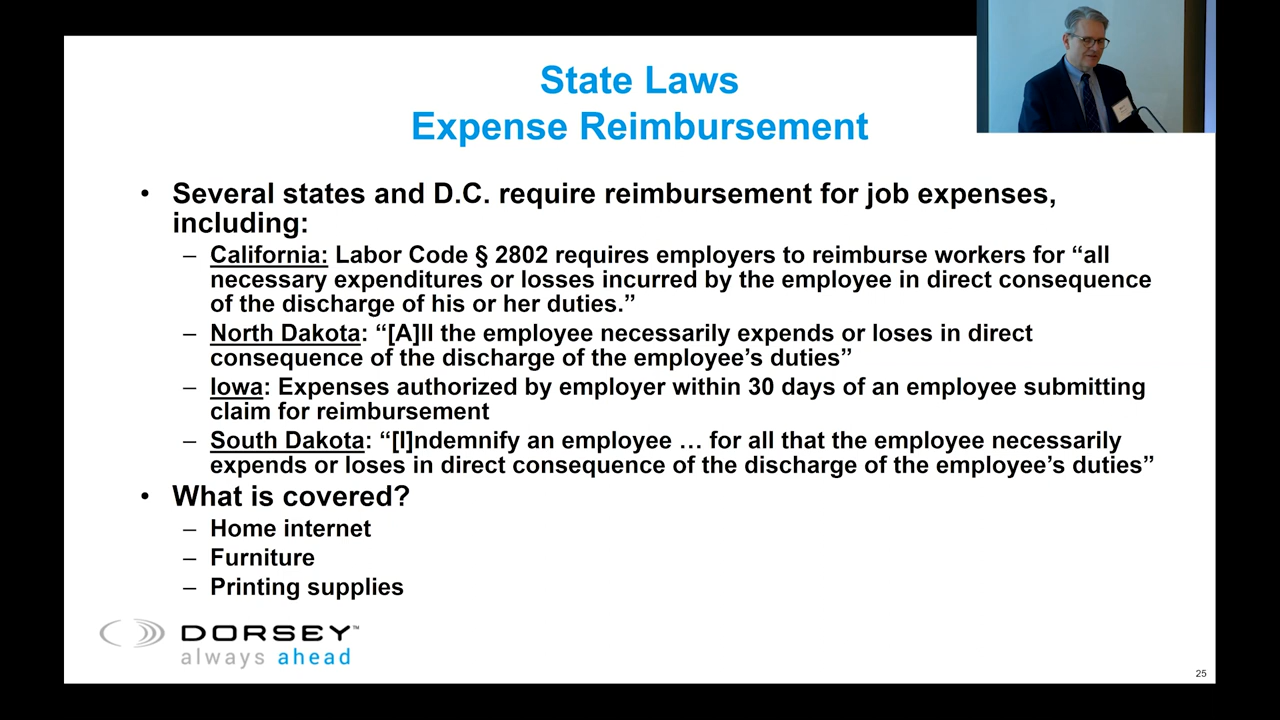 State Laws
Expense Reimbursement
• Several states and D.C. require reimbursement for job expenses,
including:
– California: Labor Code § 2802 requires employers to reimburse workers for “all
necessary expenditures or losses incurred by the employee in direct consequence
of the discharge of his or her duties.”
– North Dakota: “[A]ll the employee necessarily expends or loses in direct
consequence of the discharge of the employee’s duties”
– Iowa: Expenses authorized by employer within 30 days of an employee submitting
claim for reimbursement
– South Dakota: “[I]ndemnify an employee … for all that the employee necessarily
expends or loses in direct consequence of the discharge of the employee’s duties”
• What is covered?
– Home internet
– Furniture
– Printing supplies
DORSEY™
always ahead
25